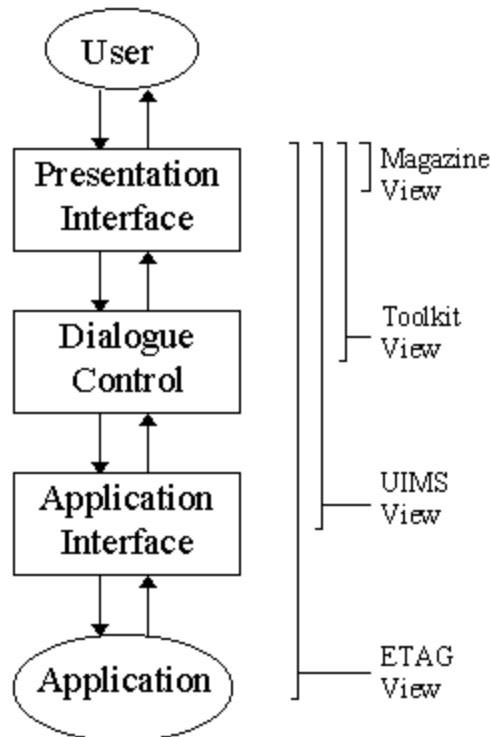 User
Presentation
Interface
Dialogue
Control
Application
Interface
Application
Magazine
View
Toolkit
View
UIMS
View
ETAG
View